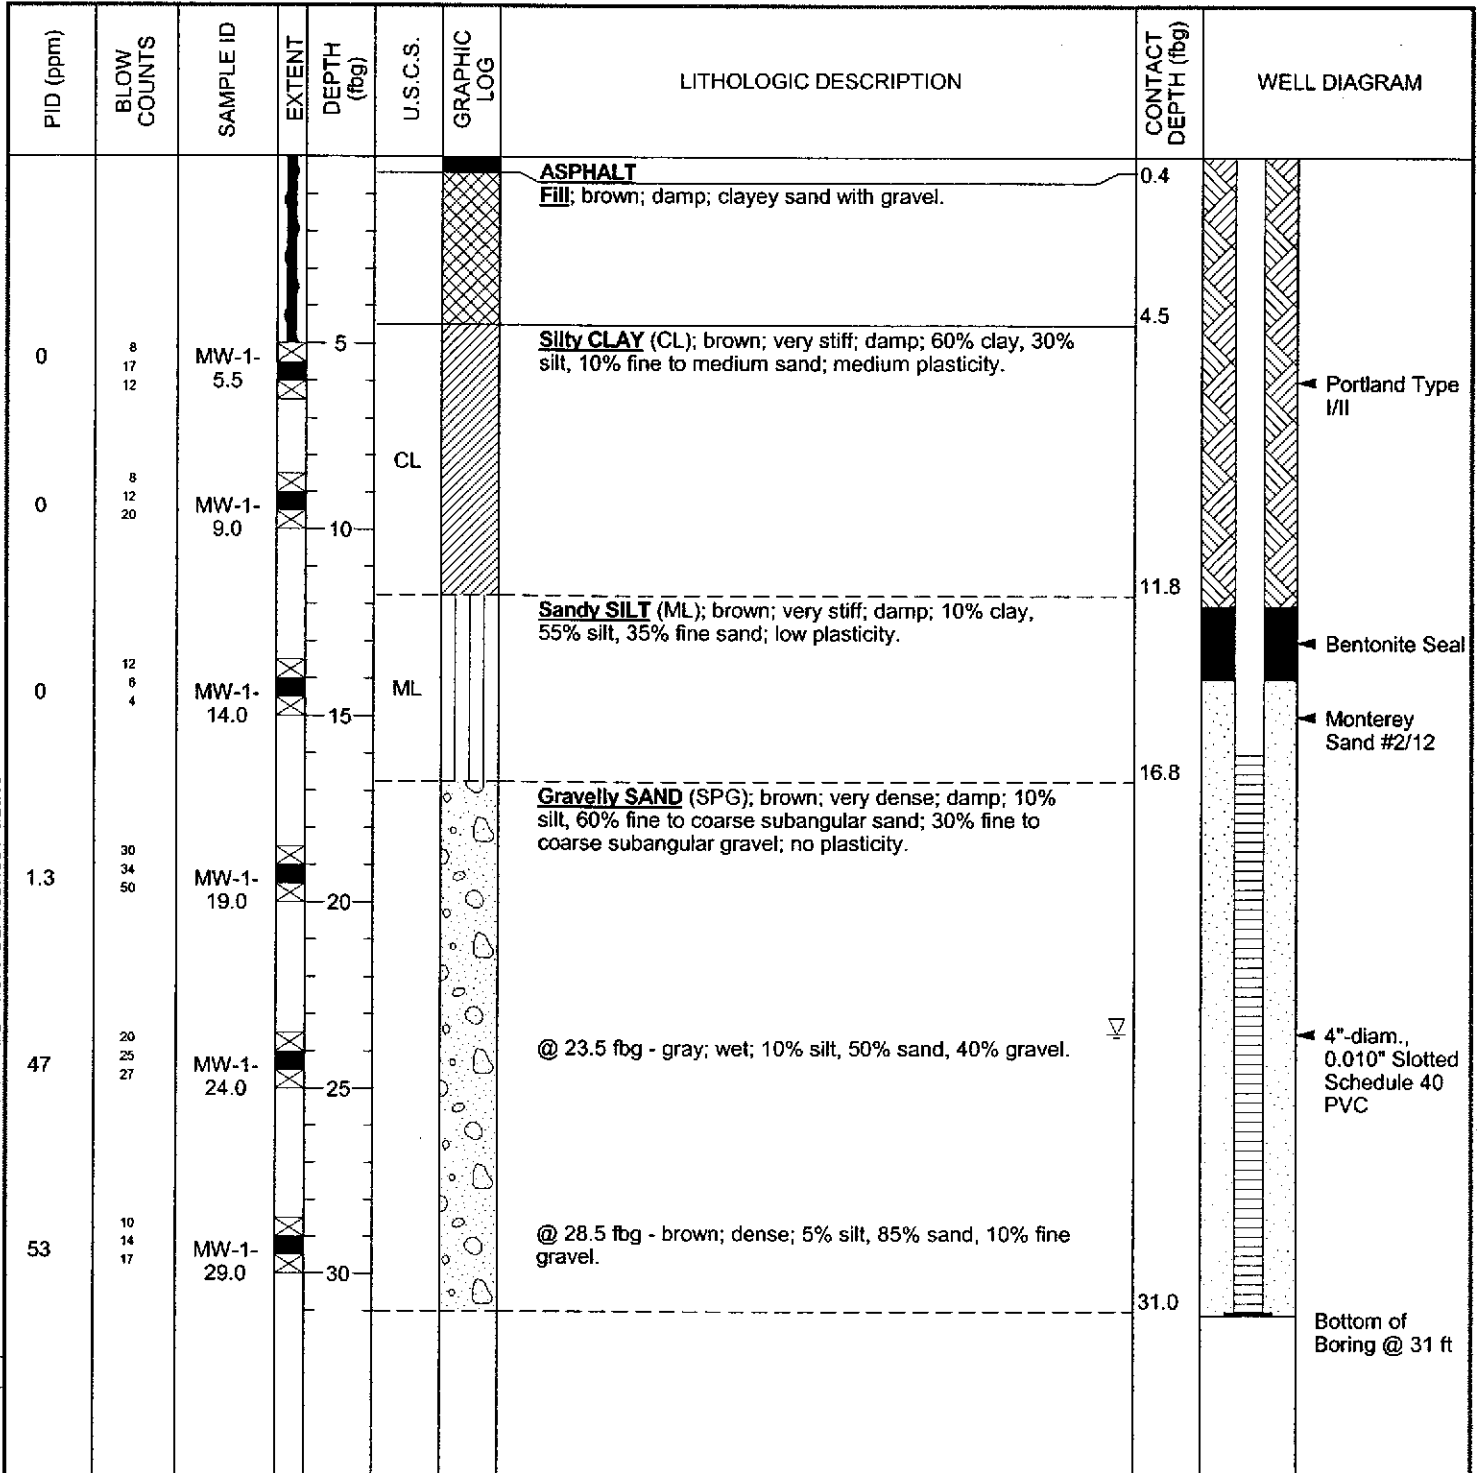 PID (ppm)
BLOW
COUNTS
SAMPLE ID
EXTENT
DEPTH
(fbg)
U.S.C.S.
GRAPHIC
LOG
LITHOLOGIC DESCRIPTION
CONTACT
DEPTH (fbg)
WELL DIAGRAM
ASPHALT
0.4
Fill; brown; damp; clayey sand with gravel.
4.5
0
8
17
12
MW-1-
5.5
5
Silty CLAY (CL); brown; very stiff; damp; 60% clay, 30%
silt, 10% fine to medium sand; medium plasticity.
Portland Type
I/II
CL
0
8
12
20
MW-1-
9.0
10
11.8
Sandy SILT (ML); brown; very stiff; damp; 10% clay,
55% silt, 35% fine sand; low plasticity.
Bentonite Seal
0
12
6
4
MW-1-
14.0
ML
15
Monterey
Sand #2/12
16.8
Gravelly SAND (SPG); brown; very dense; damp; 10%
silt, 60% fine to coarse subangular sand; 30% fine to
coarse subangular gravel; no plasticity.
1.3
30
34
50
MW-1-
19.0
20
47
20
25
27
MW-1-
24.0
25
@ 23.5 fbg - gray; wet; 10% silt, 50% sand, 40% gravel.
4"-diam.,
0.010" Slotted
Schedule 40
PVC
53
10
14
17
MW-1-
29.0
30
@ 28.5 fbg - brown; dense; 5% silt, 85% sand, 10% fine
gravel.
31.0
Bottom of
Boring @ 31 ft